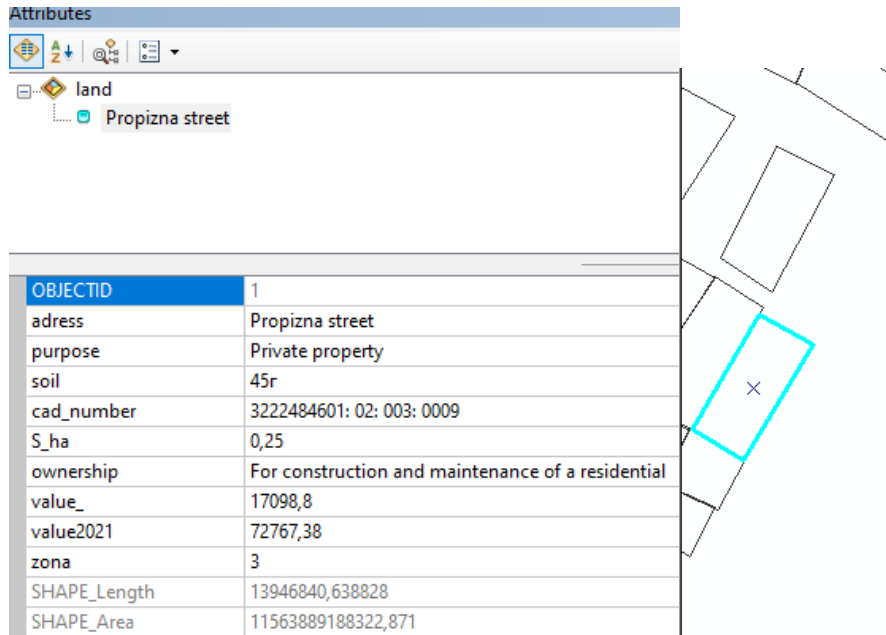 Attributes
land
Propizna street
OBJECTID 1
adress Propizna street
purpose Private property
soil 45г
cad_number 3222484601: 02: 003: 0009
S_ha 0,25
ownership For construction and maintenance of a residential
value_ 17098,8
value2021 72767,38
zona 3
SHAPE_Length 13946840,638828
SHAPE_Area 11563889188322,871